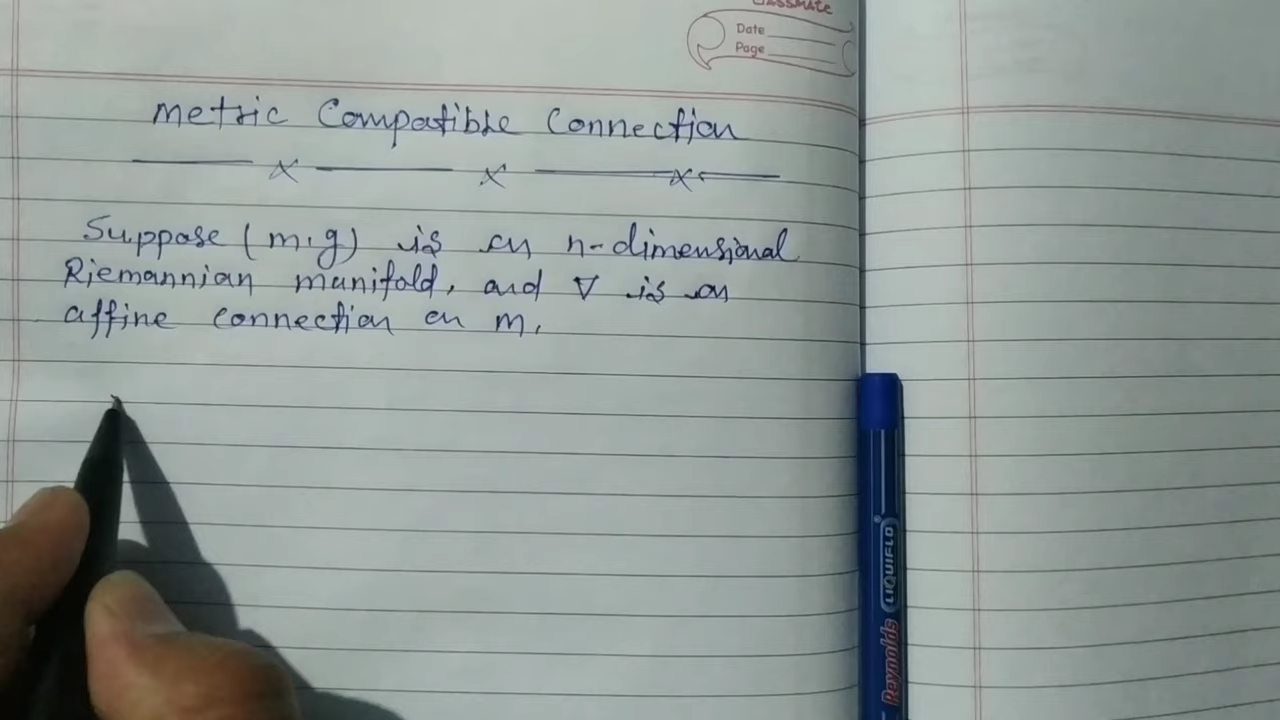 classmate
Date
Page
Metric Compatible Connection
Suppose (m,g) is an n-dimensional
Riemannian manifold, and ∇ is an
affine connection on m,
Reynolds LIQUIFLO